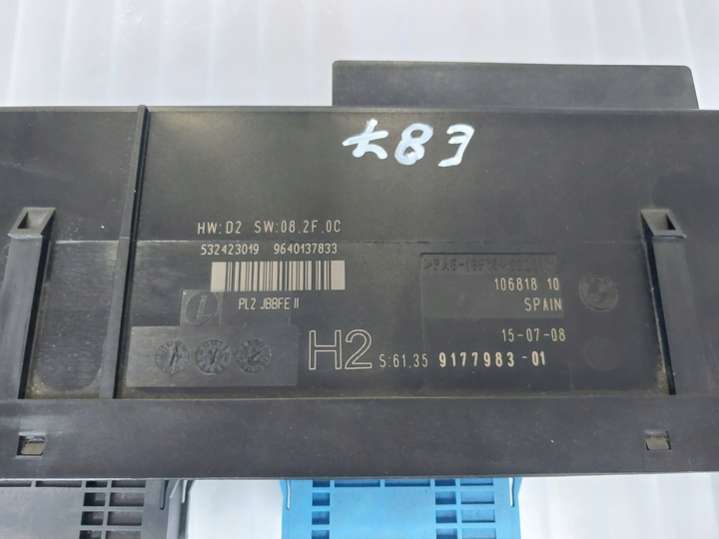 k83
HW:D2 SW:08.2F.0C
532423019 9640137833
PL2 JBBFE II
106818 10
SPAIN
15-07-08
H2 S:61.35 9177983-01